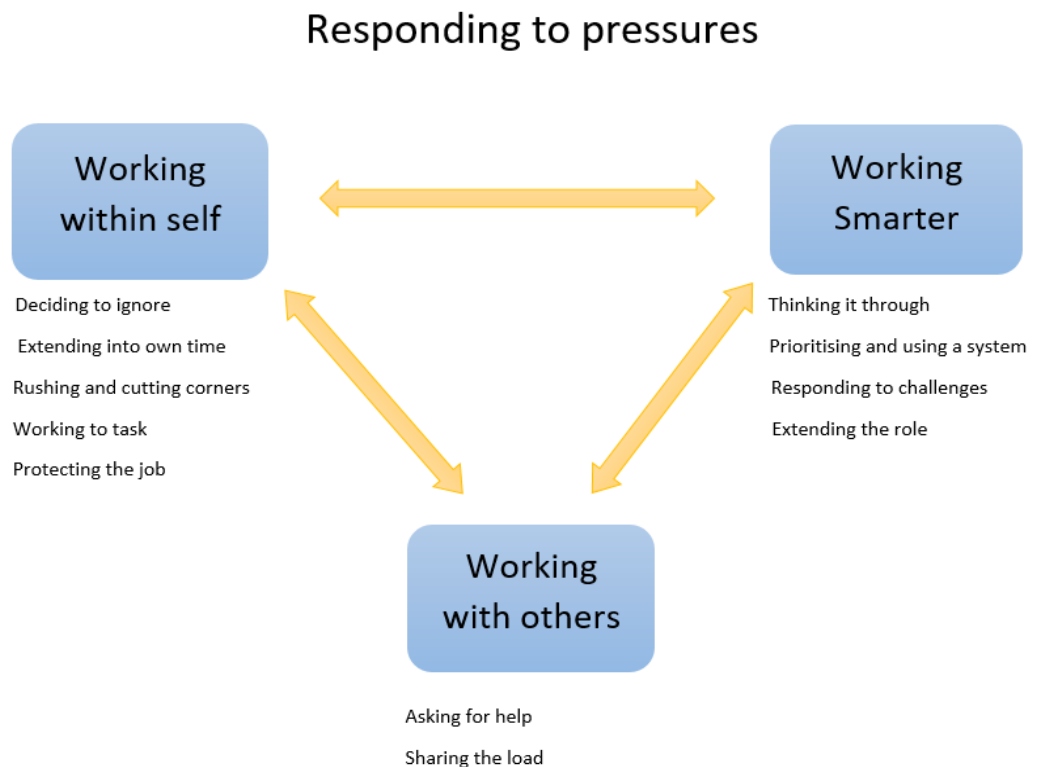 Responding to pressures
Working
within self
Deciding to ignore
Extending into own time
Rushing and cutting corners
Working to task
Protecting the job
Working
Smarter
Thinking it through
Prioritising and using a system
Responding to challenges
Extending the role
Working
with others
Asking for help
Sharing the load